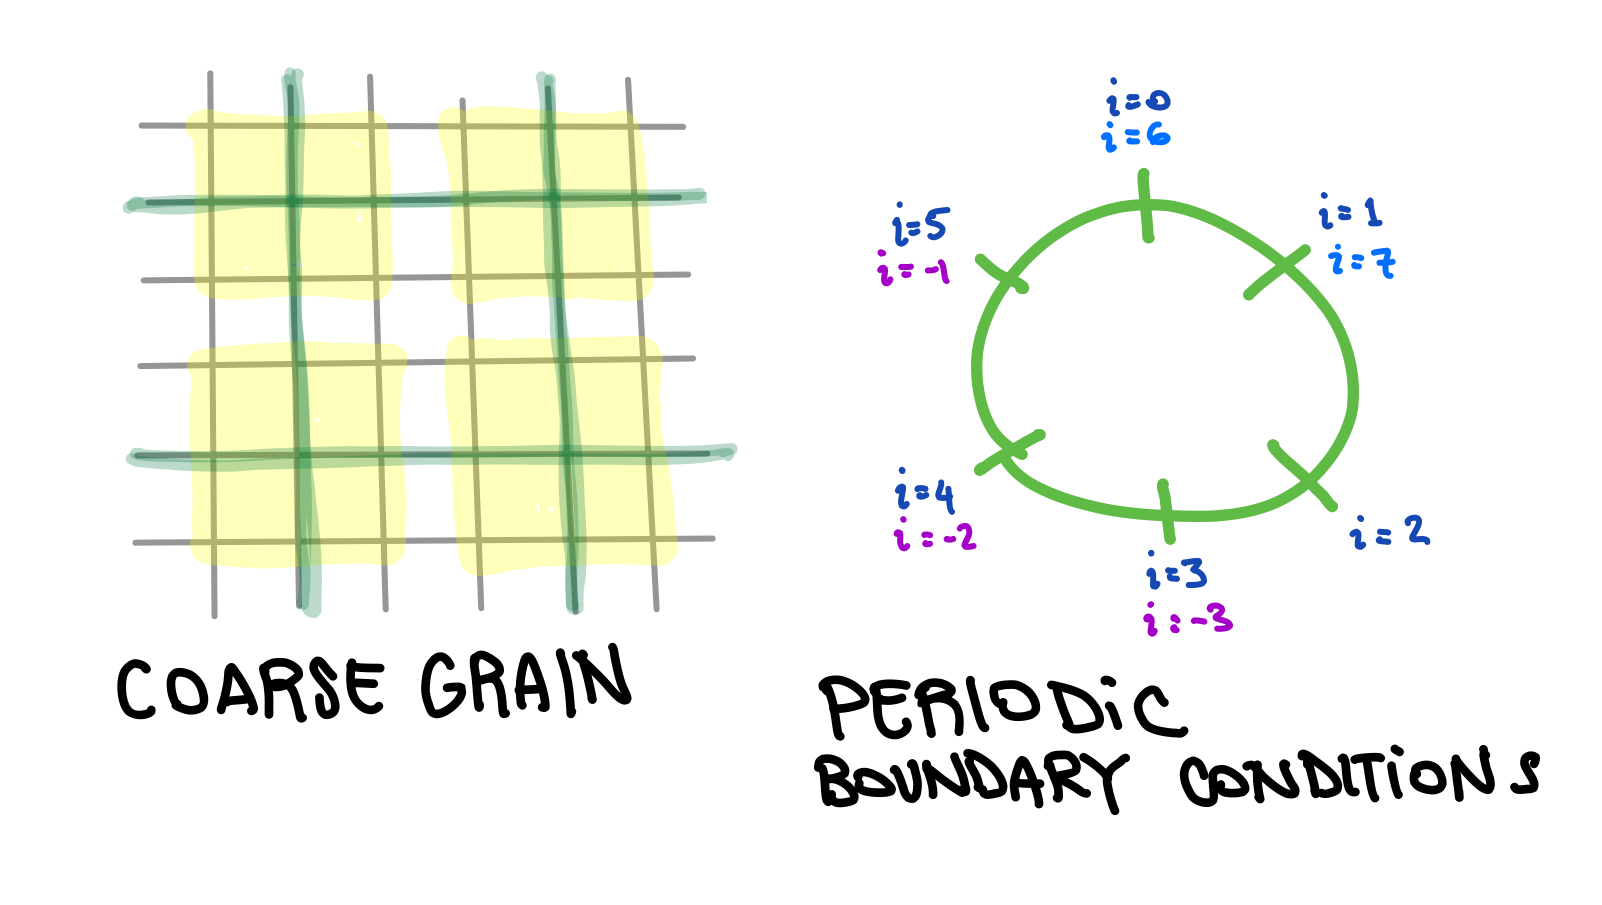 COARSE GRAIN
i=0
i=6
i=1
i=7
i=5
i=-1
i=4
i=-2
i=2
i=3
i=-3
PERIODiC
BOUNDARY CONDITiONS